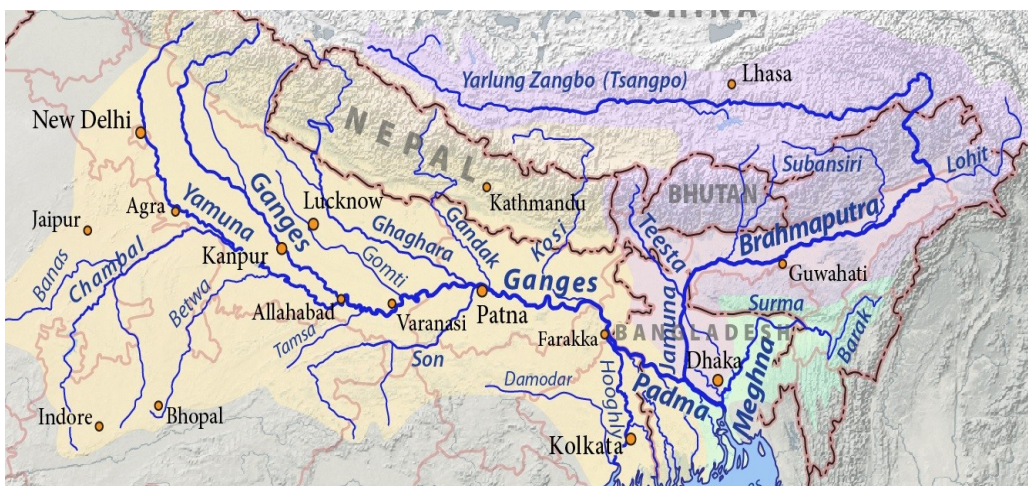 CHINA
Yarlung Zangbo (Tsangpo)
Lhasa
New Delhi
NEPAL
Subansiri
Lohit
BHUTAN
Ganges
Lucknow
Kathmandu
Agra
Yamuna
Jaipur
Ghaghara
Gandak
Kosi
Teesta
Brahmaputra
Kanpur
Gomti
Guwahati
Banas
Chambal
Betwa
Ganges
Jamuna
Surma
Allahabad
Varanasi
Patna
Tamsa
Son
Farakka
BANGLADESH
Barak
Dhaka
Meghna
Damodar
Hooghly
Padma
Indore
Bhopal
Kolkata